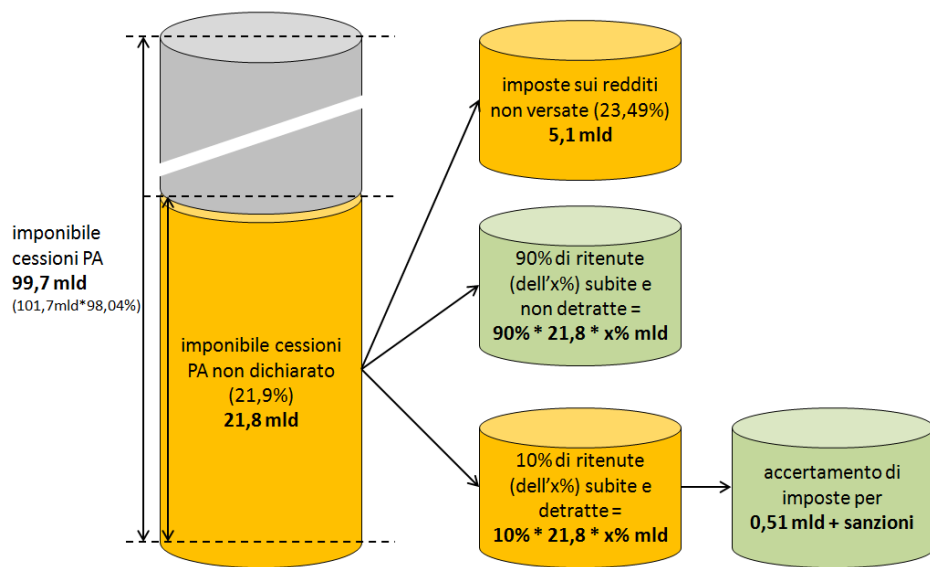 imponibile
cessioni PA
99,7 mld
(101,7mld*98,04%)
imponibile cessioni
PA non dichiarato
(21,9%)
21,8 mld
imposte sui redditi
non versate (23,49%)
5,1 mld
90% di ritenute
(dell'x%) subite e
non detratte =
90% * 21,8 * x% mld
10% di ritenute
(dell'x%) subite e
detratte =
10% * 21,8 * x% mld
accertamento di
imposte per
0,51 mld + sanzioni